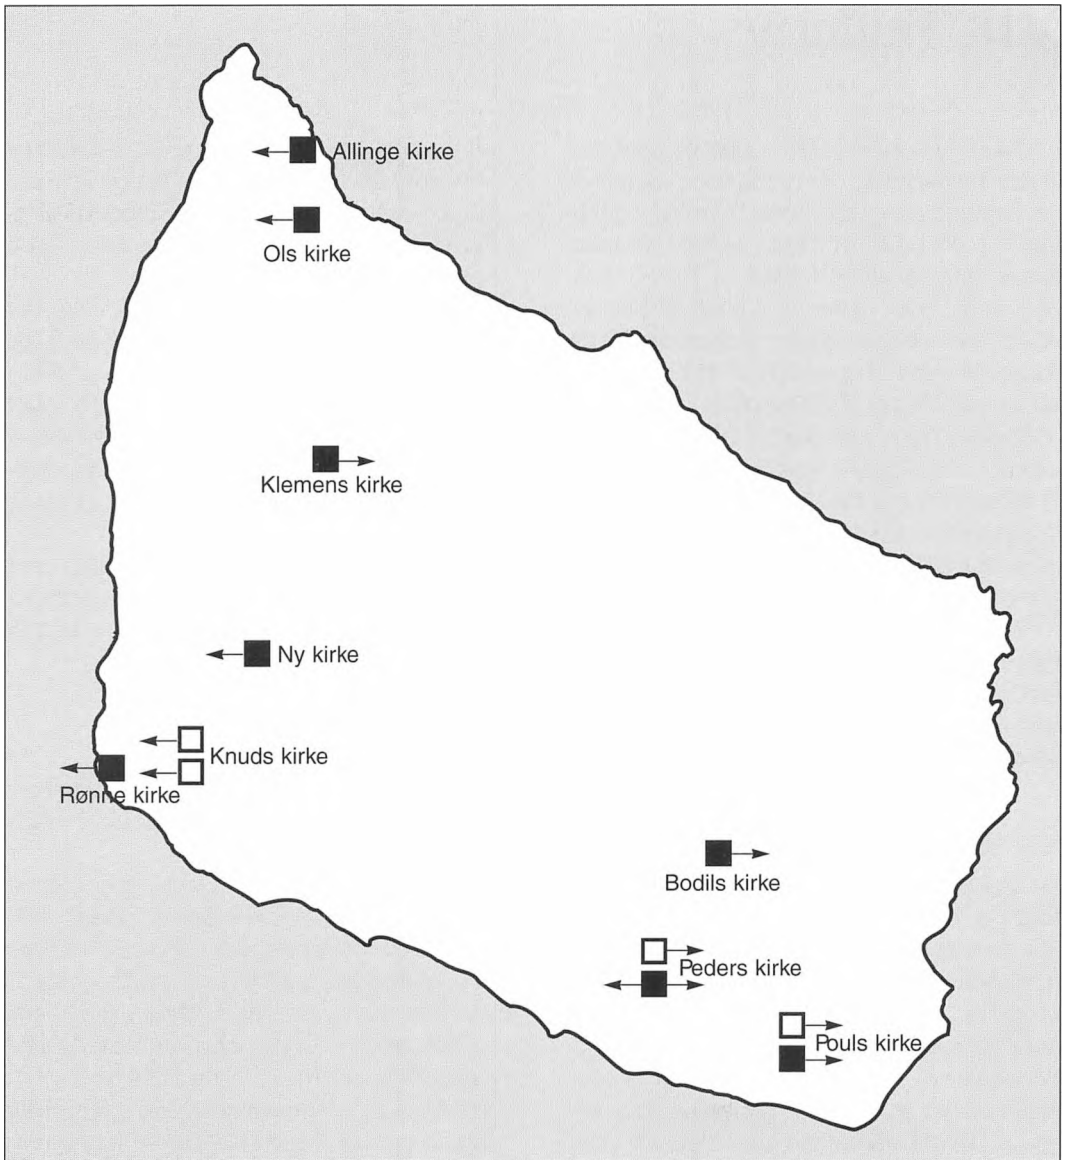 Allinge kirke
Ols kirke
Klemens kirke
Ny kirke
Knuds kirke
Rønne kirke
Bodils kirke
Peders kirke
Pouls kirke